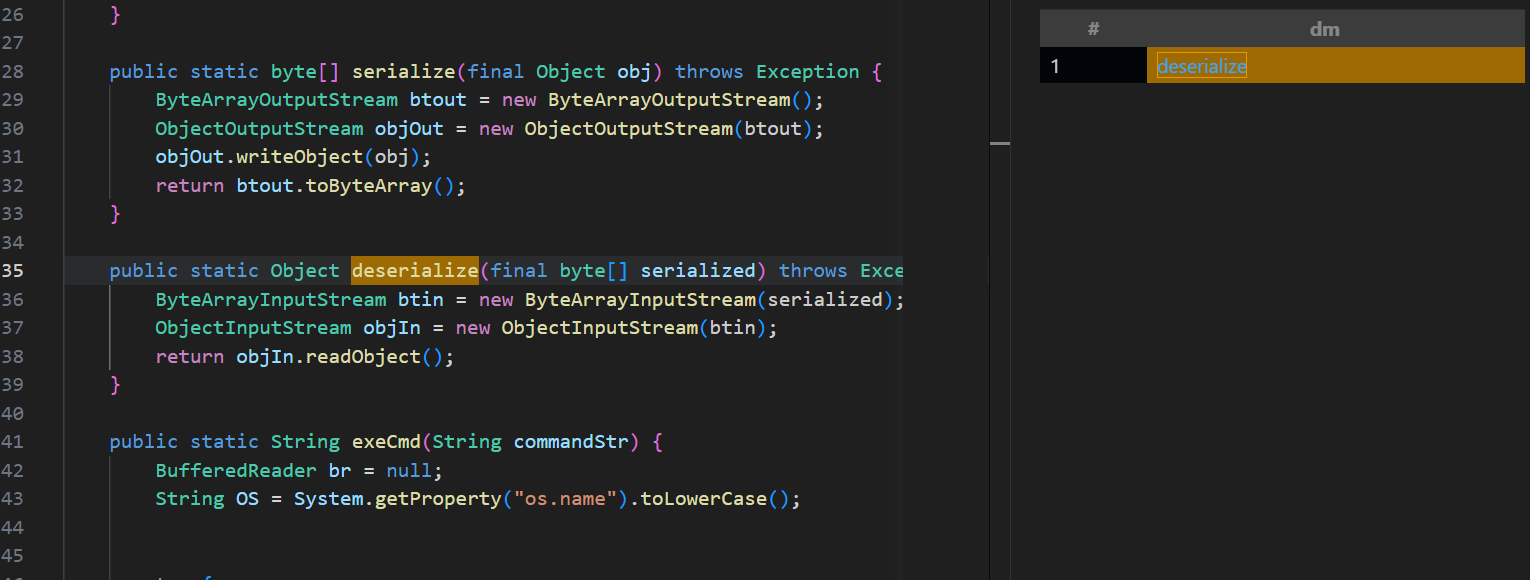 26 }
27
28 public static byte[] serialize(final Object obj) throws Exception {
29 ByteArrayOutputStream btout = new ByteArrayOutputStream();
30 ObjectOutputStream objOut = new ObjectOutputStream(btout);
31 objOut.writeObject(obj);
32 return btout.toByteArray();
33 }
34
35 public static Object deserialize(final byte[] serialized) throws Exce
36 ByteArrayInputStream btin = new ByteArrayInputStream(serialized);
37 ObjectInputStream objIn = new ObjectInputStream(btin);
38 return objIn.readObject();
39 }
40
41 public static String exeCmd(String commandStr) {
42 BufferedReader br = null;
43 String OS = System.getProperty("os.name").toLowerCase();
44
45
# dm
1 deserialize